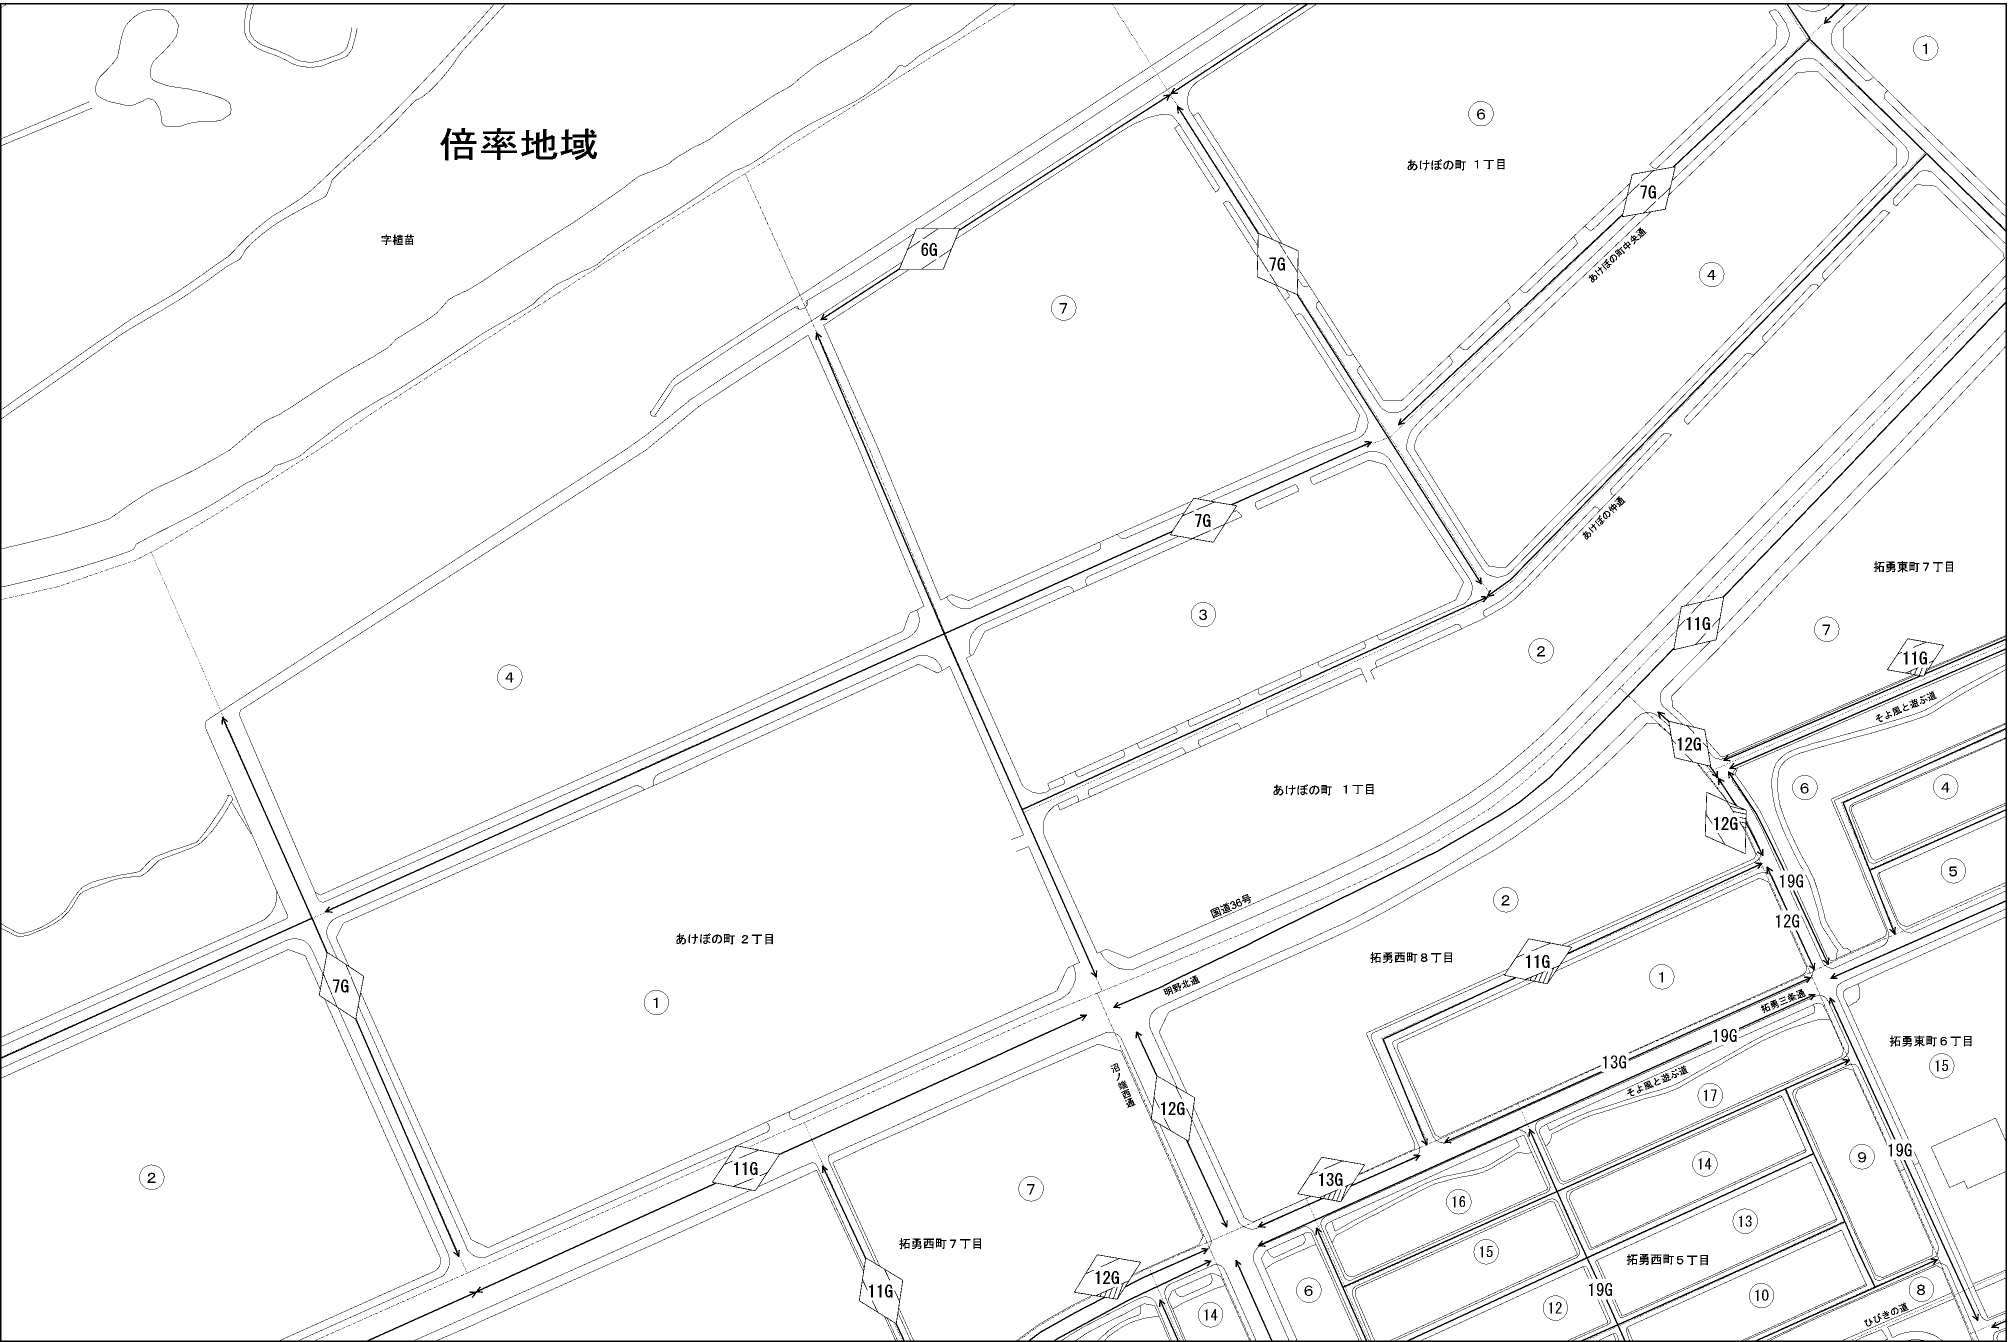 ①
⑥
倍率地域
あけぼの町 1丁目
7G
字植苗
6G
7G
あけぼの町中央通
④
⑦
7G
あけぼの仲通
拓勇東町7丁目
③
11G
⑦
②
11G
④
そよ風と遊ぶ道
12G
⑥
④
あけぼの町 1丁目
12G
⑤
19G
国道36号
②
12G
あけぼの町 2丁目
拓勇西町8丁目
11G
①
7G
明野北通
①
拓勇三条通
19G
拓勇東町6丁目
13G
⑮
沼ノ端西通
そよ風と遊ぶ道
12G
⑰
19G
11G
⑨
②
⑭
13G
⑦
⑯
⑬
拓勇西町7丁目
⑮
拓勇西町5丁目
12G
11G
⑥
19G
⑧
⑩
⑫
⑭
ひびきの道